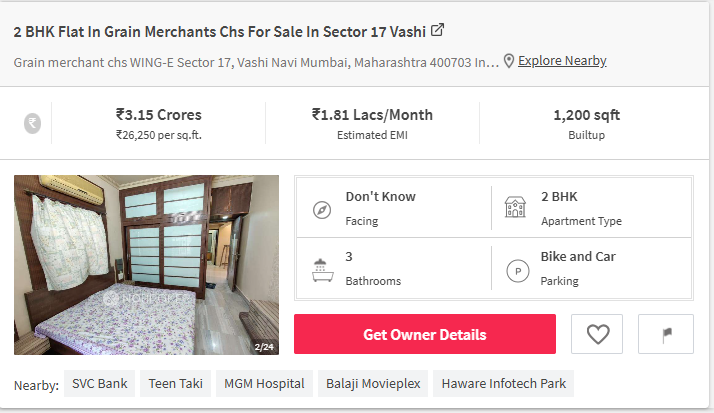 2 BHK Flat In Grain Merchants Chs For Sale In Sector 17 Vashi
Grain merchant chs WING-E Sector 17, Vashi Navi Mumbai, Maharashtra 400703 In... Explore Nearby
₹
₹3.15 Crores
₹26,250 per sq.ft.
₹1.81 Lacs/Month
Estimated EMI
1,200 sqft
Builtup
NOBROKER
2/24
Don't Know
Facing
2 BHK
Apartment Type
3
Bathrooms
P
Bike and Car
Parking
Get Owner Details
Nearby: SVC Bank Teen Taki MGM Hospital Balaji Movieplex Haware Infotech Park